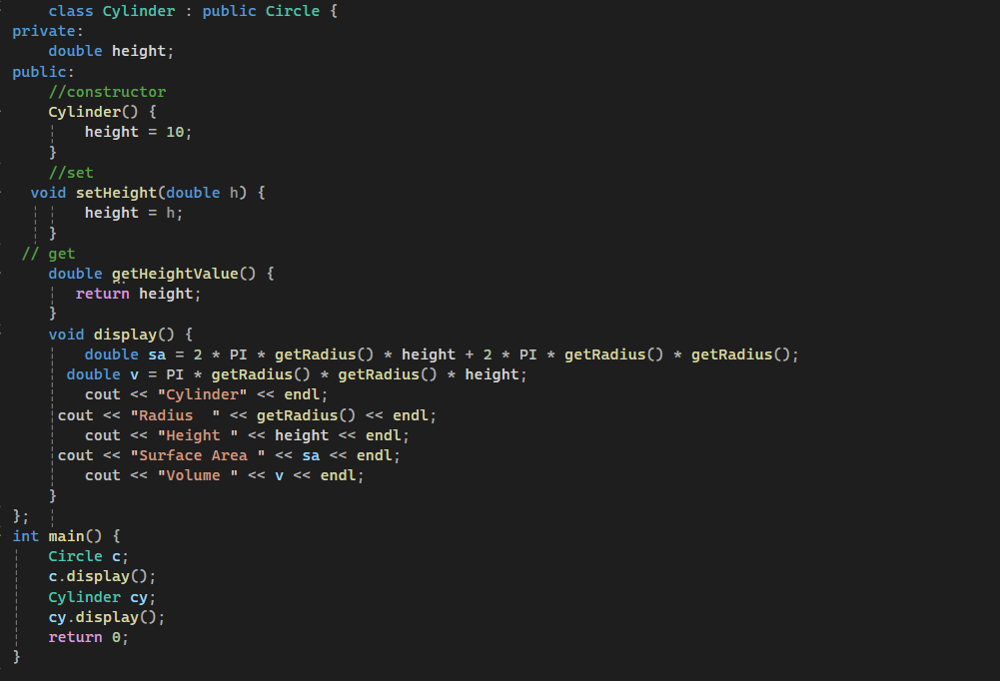 class Cylinder : public Circle {
private:
double height;
public:
//constructor
Cylinder() {
height = 10;
}
//set
void setHeight(double h) {
height = h;
}
// get
double getHeightValue() {
return height;
}
void display() {
double sa = 2 * PI * getRadius() * height + 2 * PI * getRadius() * getRadius();
double v = PI * getRadius() * getRadius() * height;
cout << "Cylinder" << endl;
cout << "Radius  " << getRadius() << endl;
cout << "Height " << height << endl;
cout << "Surface Area " << sa << endl;
cout << "Volume " << v << endl;
}
};
int main() {
Circle c;
c.display();
Cylinder cy;
cy.display();
return 0;
}